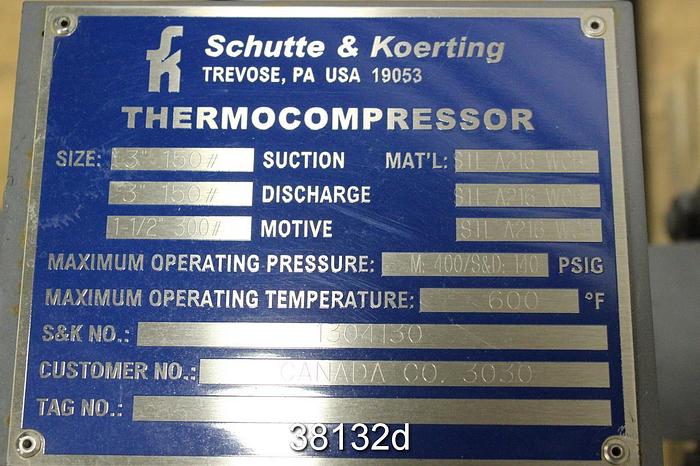 Schutte & Koerting
TREVOSE, PA USA 19053
THERMOCOMPRESSOR
SIZE: 3" 150# SUCTION MAT'L: STL A216 WCB
3" 150# DISCHARGE STL A216 WCB
1-1/2" 300# MOTIVE STL A216 WCB
MAXIMUM OPERATING PRESSURE: M: 400/S&D: 140 PSIG
MAXIMUM OPERATING TEMPERATURE: 600 °F
S&K NO.: 1304130
CUSTOMER NO.: CANADA CO. 3030
TAG NO.:
38132d